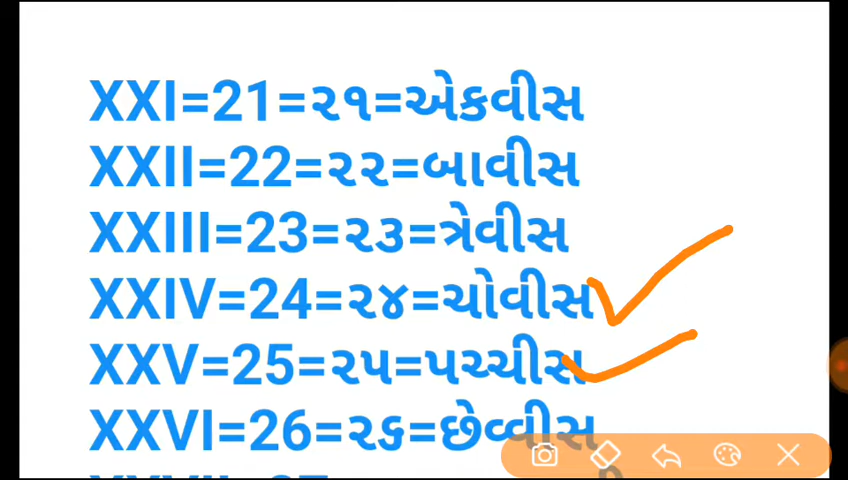 XXI=21=૨૧=એકવીસ
XXII=22=૨૨=બાવીસ
XXIII=23=૨૩=ત્રેવીસ
XXIV=24=૨૪=ચોવીસ
XXV=25=૨૫=પચ્ચીસ
XXVI=26=૨૬=છેવ્વીસ